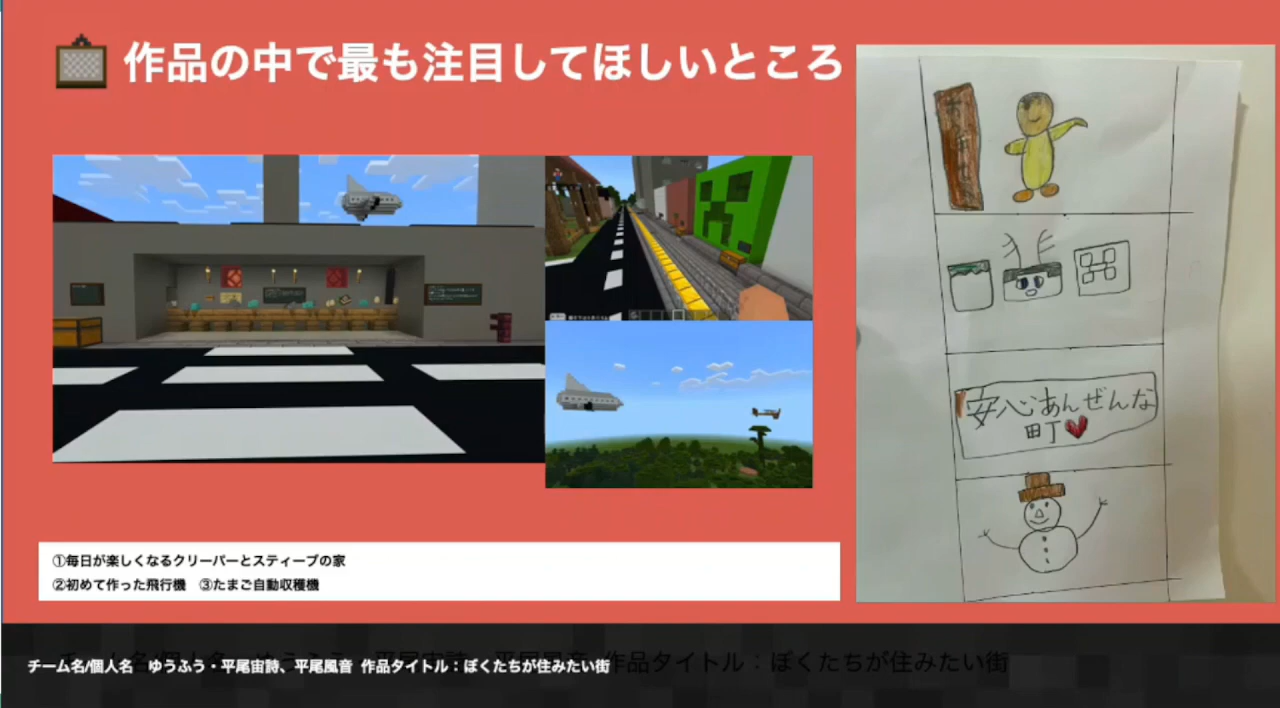 作品の中で最も注目してほしいところ
安心あんぜんな
町
①毎日が楽しくなるクリーパーとスティーブの家
②初めて作った飛行機 ③たまご自動収穫機
チーム名/個人名 ゆうふう・平尾宙詩、平尾風音 作品タイトル：ぼくたちが住みたい街